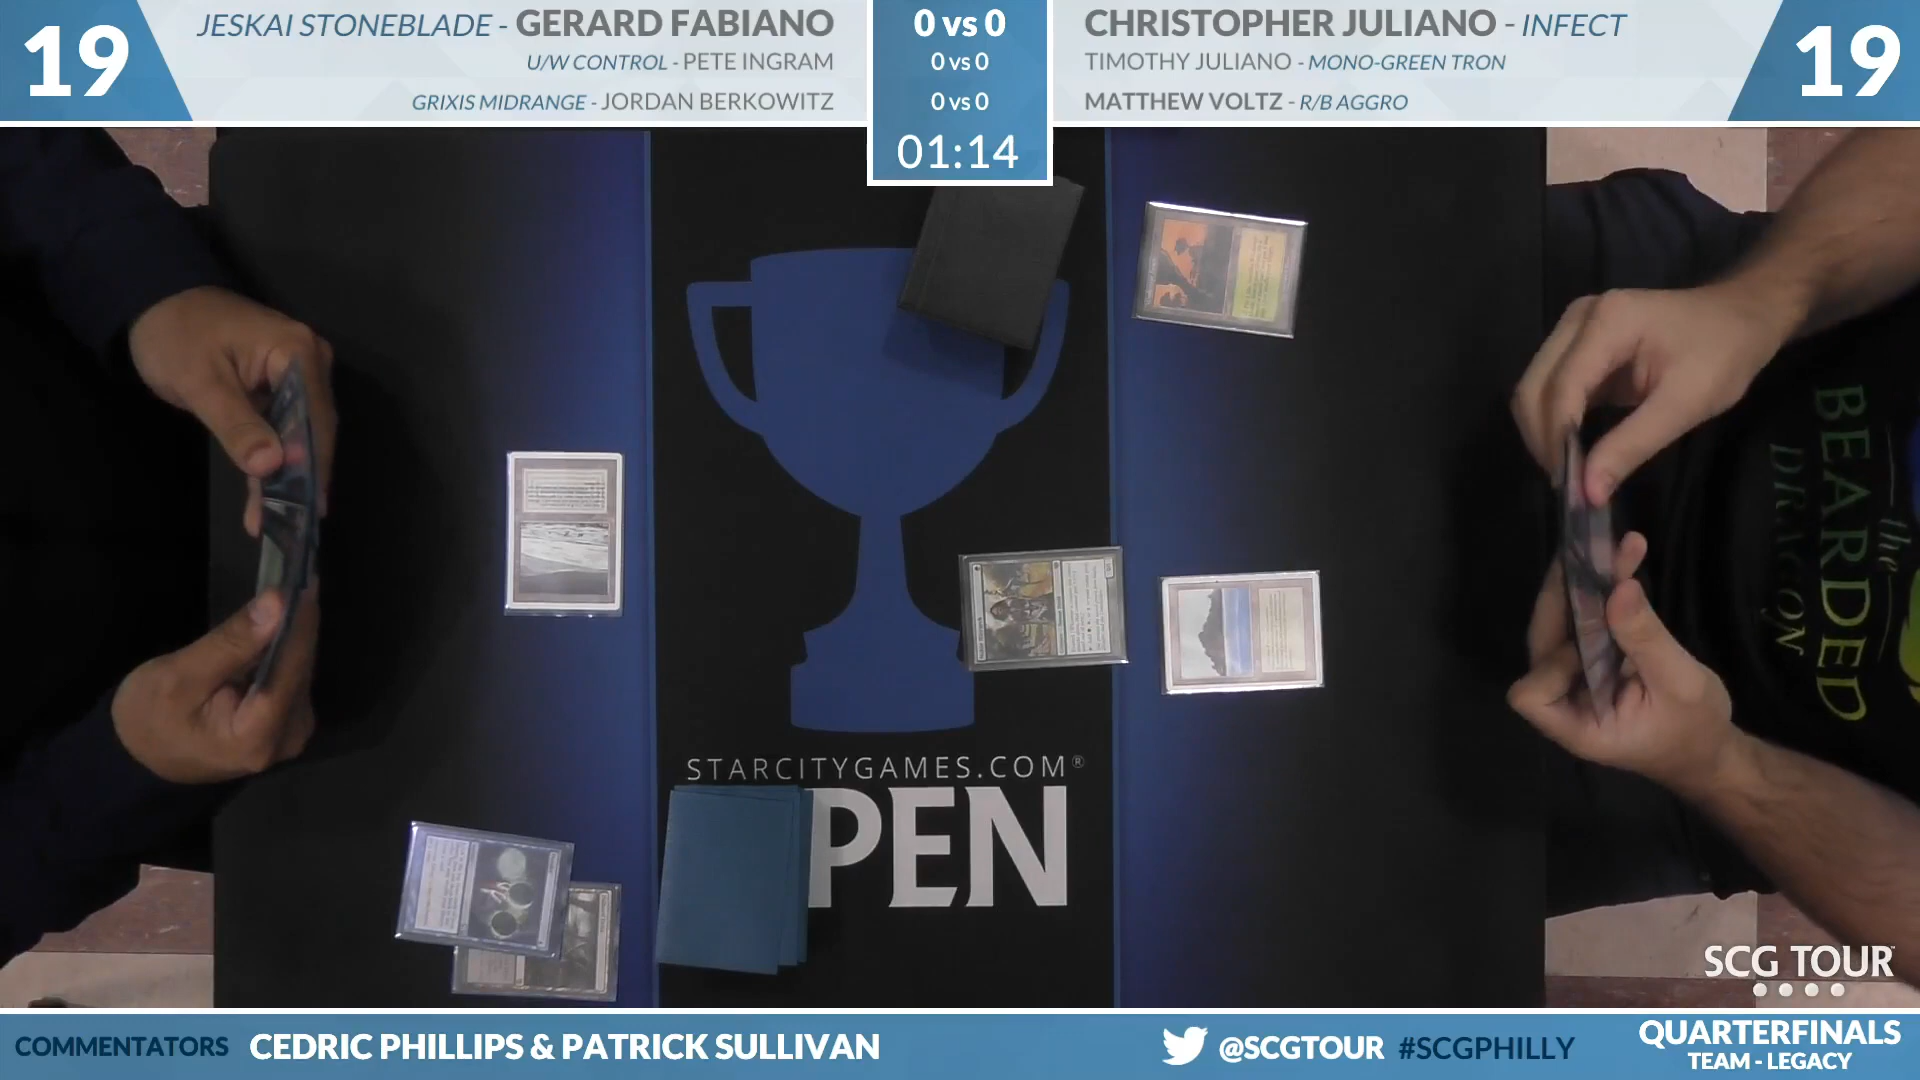 19
JESKAI STONEBLADE - GERARD FABIANO
U/W CONTROL - PETE INGRAM
GRIXIS MIDRANGE - JORDAN BERKOWITZ
0 vs 0
0 vs 0
0 vs 0
01:14
CHRISTOPHER JULIANO - INFECT
TIMOTHY JULIANO - MONO-GREEN TRON
MATTHEW VOLTZ - R/B AGGRO
19
the
BEARDED
DRAGON
STARCITYGAMES.COM®
PEN
SCG TOUR
COMMENTATORS CEDRIC PHILLIPS & PATRICK SULLIVAN
@SCGTOUR #SCGPHILLY
QUARTERFINALS
TEAM - LEGACY